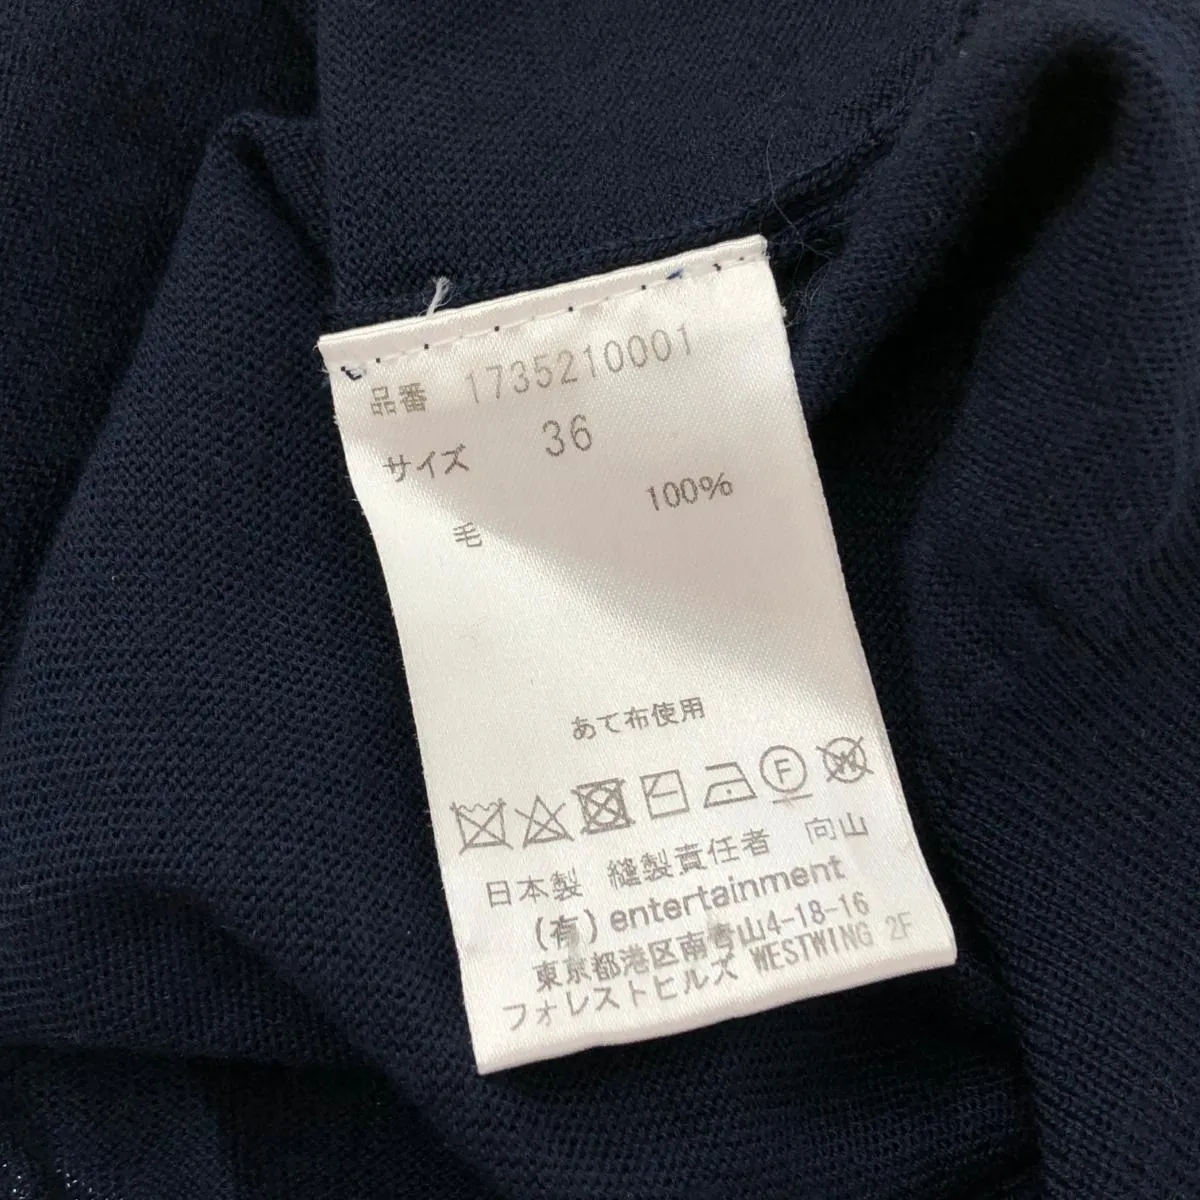 品番 1735210001
サイズ 36
毛 100%
あて布使用
F W
日本製 縫製責任者 向山
(有) entertainment
東京都港区南青山4-18-16
フォレストヒルズ WESTWING 2F